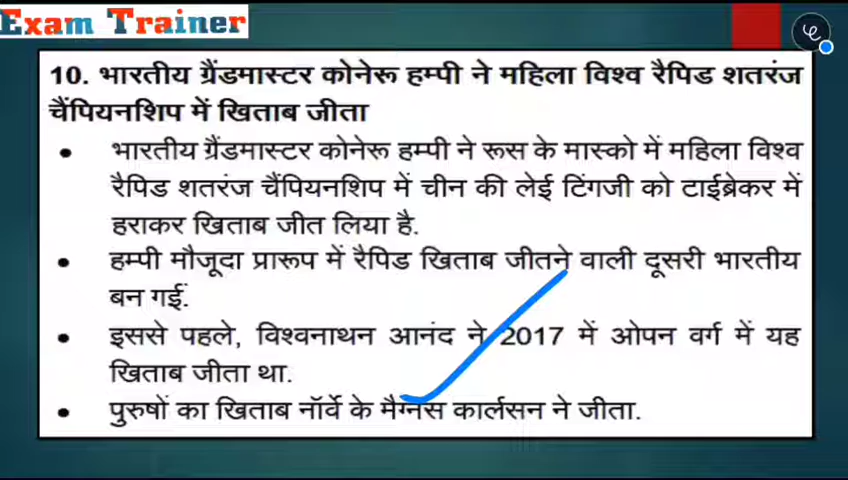 Exam Trainer
10. भारतीय ग्रैंडमास्टर कोनेरू हम्पी ने महिला विश्व रैपिड शतरंज
चैंपियनशिप में खिताब जीता
• भारतीय ग्रैंडमास्टर कोनेरू हम्पी ने रूस के मास्को में महिला विश्व
रैपिड शतरंज चैंपियनशिप में चीन की लेई टिंगजी को टाईब्रेकर में
हराकर खिताब जीत लिया है.
• हम्पी मौजूदा प्रारूप में रैपिड खिताब जीतने वाली दूसरी भारतीय
बन गईं.
• इससे पहले, विश्वनाथन आनंद ने 2017 में ओपन वर्ग में यह
खिताब जीता था.
• पुरुषों का खिताब नॉर्वे के मैग्नस कार्लसन ने जीता.